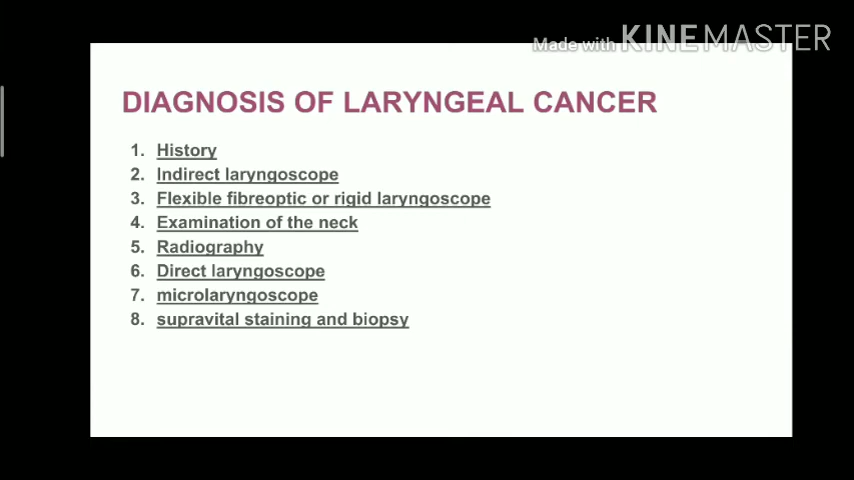 Made with KINEMASTER
DIAGNOSIS OF LARYNGEAL CANCER
1. History
2. Indirect laryngoscope
3. Flexible fibreoptic or rigid laryngoscope
4. Examination of the neck
5. Radiography
6. Direct laryngoscope
7. microlaryngoscope
8. supravital staining and biopsy